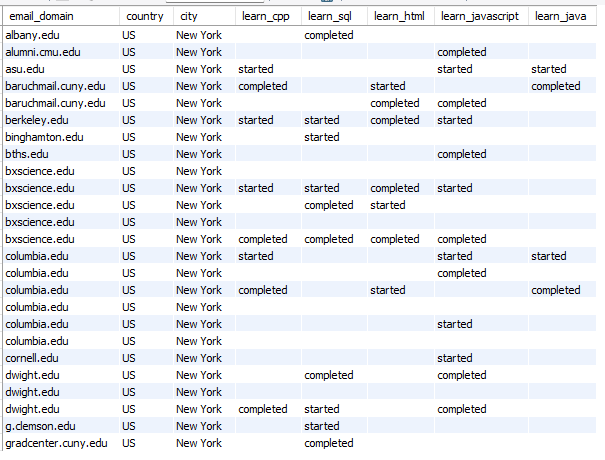 email_domain country city learn_cpp learn_sql learn_html learn_javascript learn_java
albany.edu US New York completed
alumni.cmu.edu US New York completed
asu.edu US New York started started started
baruchmail.cuny.edu US New York completed started completed
baruchmail.cuny.edu US New York completed completed
berkeley.edu US New York started started completed started
binghamton.edu US New York started
bths.edu US New York completed
bxscience.edu US New York
bxscience.edu US New York started started completed started
bxscience.edu US New York completed started
bxscience.edu US New York
bxscience.edu US New York completed completed completed completed
columbia.edu US New York started started started
columbia.edu US New York completed
columbia.edu US New York completed started completed
columbia.edu US New York
columbia.edu US New York started
columbia.edu US New York
cornell.edu US New York started
dwight.edu US New York completed completed
dwight.edu US New York
dwight.edu US New York completed started completed
g.clemson.edu US New York started
gradcenter.cuny.edu US New York completed